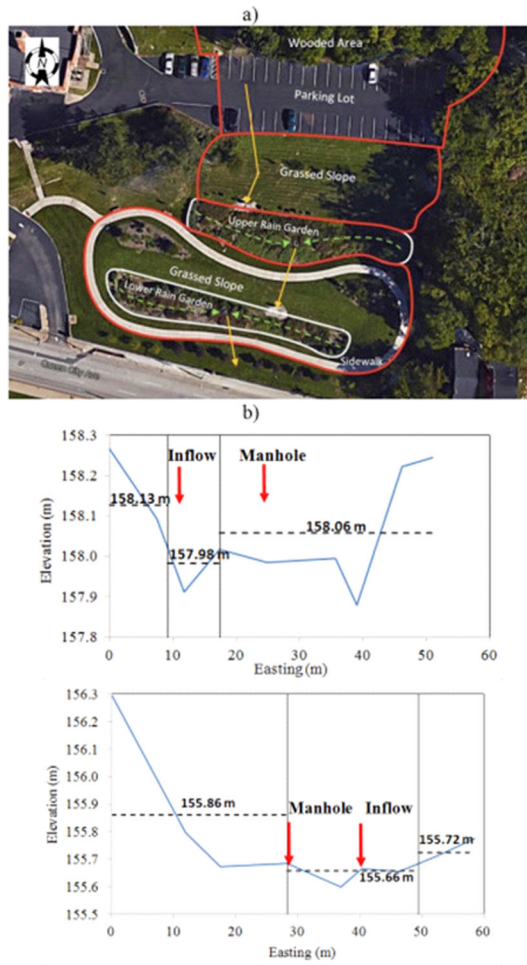 a)
N
Wooded Area
Parking Lot
Grassed Slope
Upper Rain Garden
Grassed Slope
Lower Rain Garden
Sidewalk
Queen City Ave
b)
158.3
158.2
158.1
158.0
157.9
157.8
Elevation (m)
Inflow
Manhole
158.13 m
157.98 m
158.06 m
0 10 20 30 40 50 60
Easting (m)
156.3
156.2
156.1
156.0
155.9
155.8
155.7
155.6
155.5
Elevation (m)
155.86 m
Manhole
Inflow
155.72 m
155.66 m
0 10 20 30 40 50 60
Easting (m)